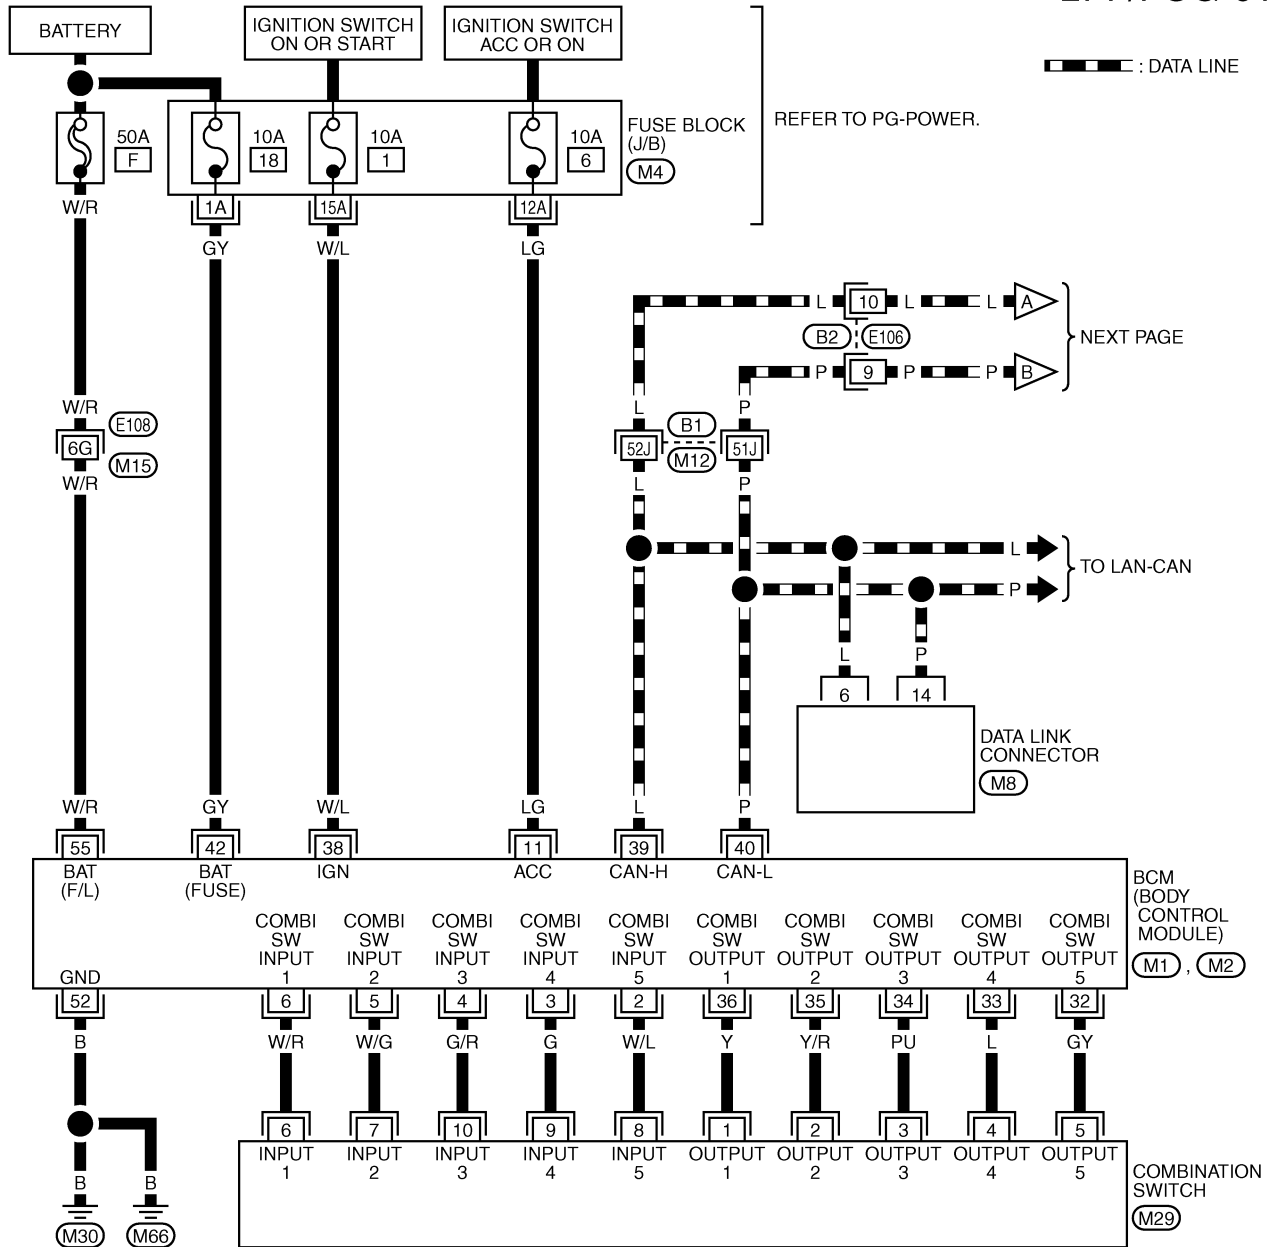 BATTERY
IGNITION SWITCH
ON OR START
IGNITION SWITCH
ACC OR ON
: DATA LINE
50A
F
10A
18
10A
1
10A
6
FUSE BLOCK
(J/B)
M4
REFER TO PG-POWER.
W/R
1A
15A
12A
GY
W/L
LG
L
10
L
L
A
B2
E106
NEXT PAGE
P
9
P
P
B
W/R
L
P
E108
B1
6G
52J
51J
M15
M12
W/R
L
P
L
TO LAN-CAN
P
L
P
6
14
DATA LINK
CONNECTOR
M8
W/R
GY
W/L
LG
L
P
55
42
38
11
39
40
BAT
(F/L)
BAT
(FUSE)
IGN
ACC
CAN-H
CAN-L
BCM
(BODY
CONTROL
MODULE)
M1 , M2
COMBI
SW
INPUT
1
COMBI
SW
INPUT
2
COMBI
SW
INPUT
3
COMBI
SW
INPUT
4
COMBI
SW
INPUT
5
COMBI
SW
OUTPUT
1
COMBI
SW
OUTPUT
2
COMBI
SW
OUTPUT
3
COMBI
SW
OUTPUT
4
COMBI
SW
OUTPUT
5
GND
52
6
5
4
3
2
36
35
34
33
32
B
W/R
W/G
G/R
G
W/L
Y
Y/R
PU
L
GY
6
7
10
9
8
1
2
3
4
5
INPUT
1
INPUT
2
INPUT
3
INPUT
4
INPUT
5
OUTPUT
1
OUTPUT
2
OUTPUT
3
OUTPUT
4
OUTPUT
5
COMBINATION
SWITCH
M29
B
B
M30
M66